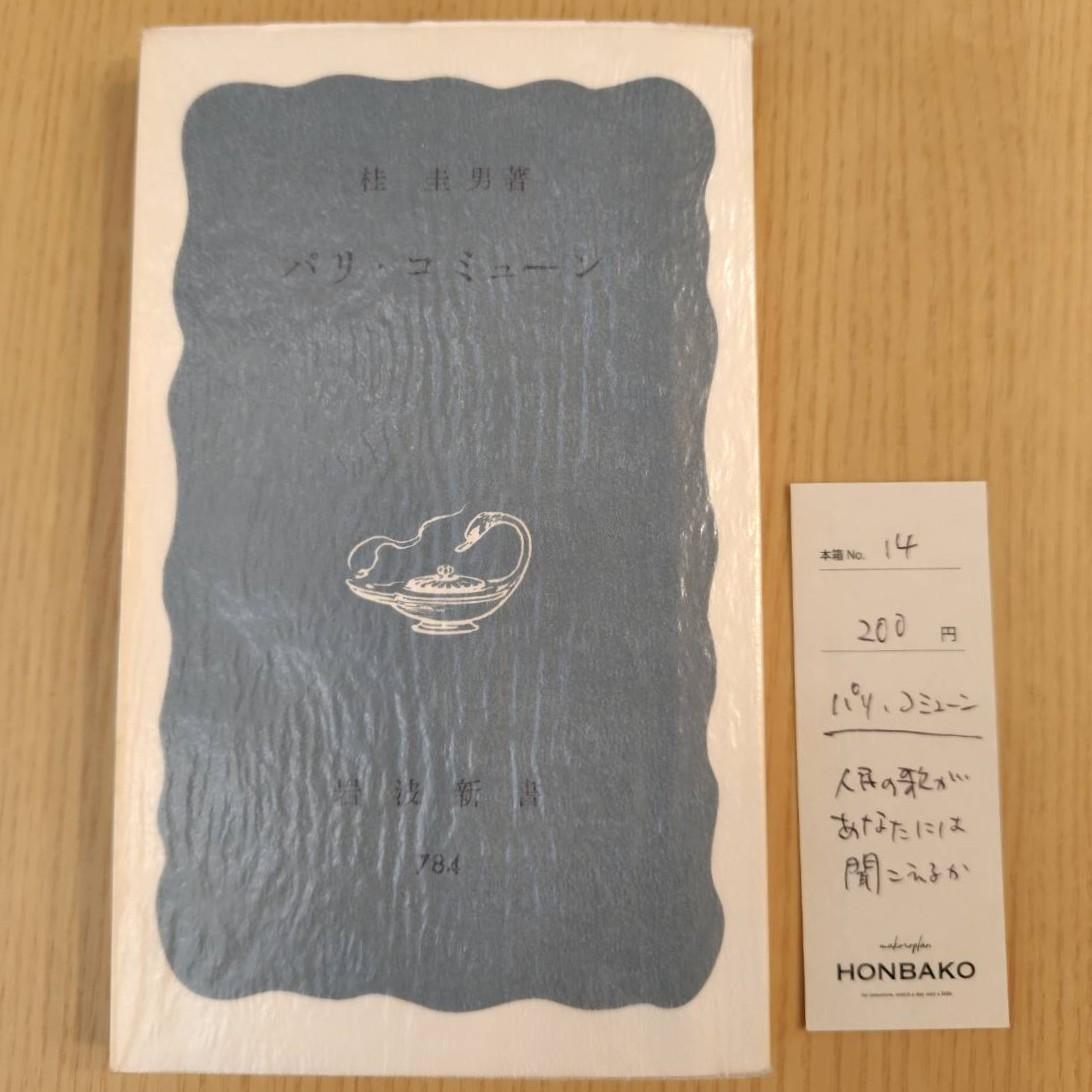 桂 圭男著
パリ・コミューン
岩波新書
784
本箱 No. 14
200 円
パリ、コミューン
人民の歌が
あなたには
聞こえるか
makeroplan
HONBAKO